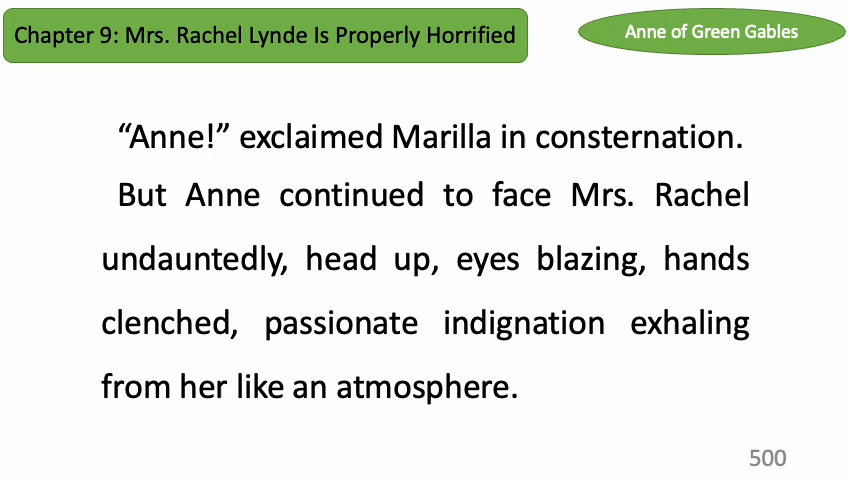 Chapter 9: Mrs. Rachel Lynde Is Properly Horrified
Anne of Green Gables
“Anne!” exclaimed Marilla in consternation.
But Anne continued to face Mrs. Rachel
undauntedly, head up, eyes blazing, hands
clenched, passionate indignation exhaling
from her like an atmosphere.
500